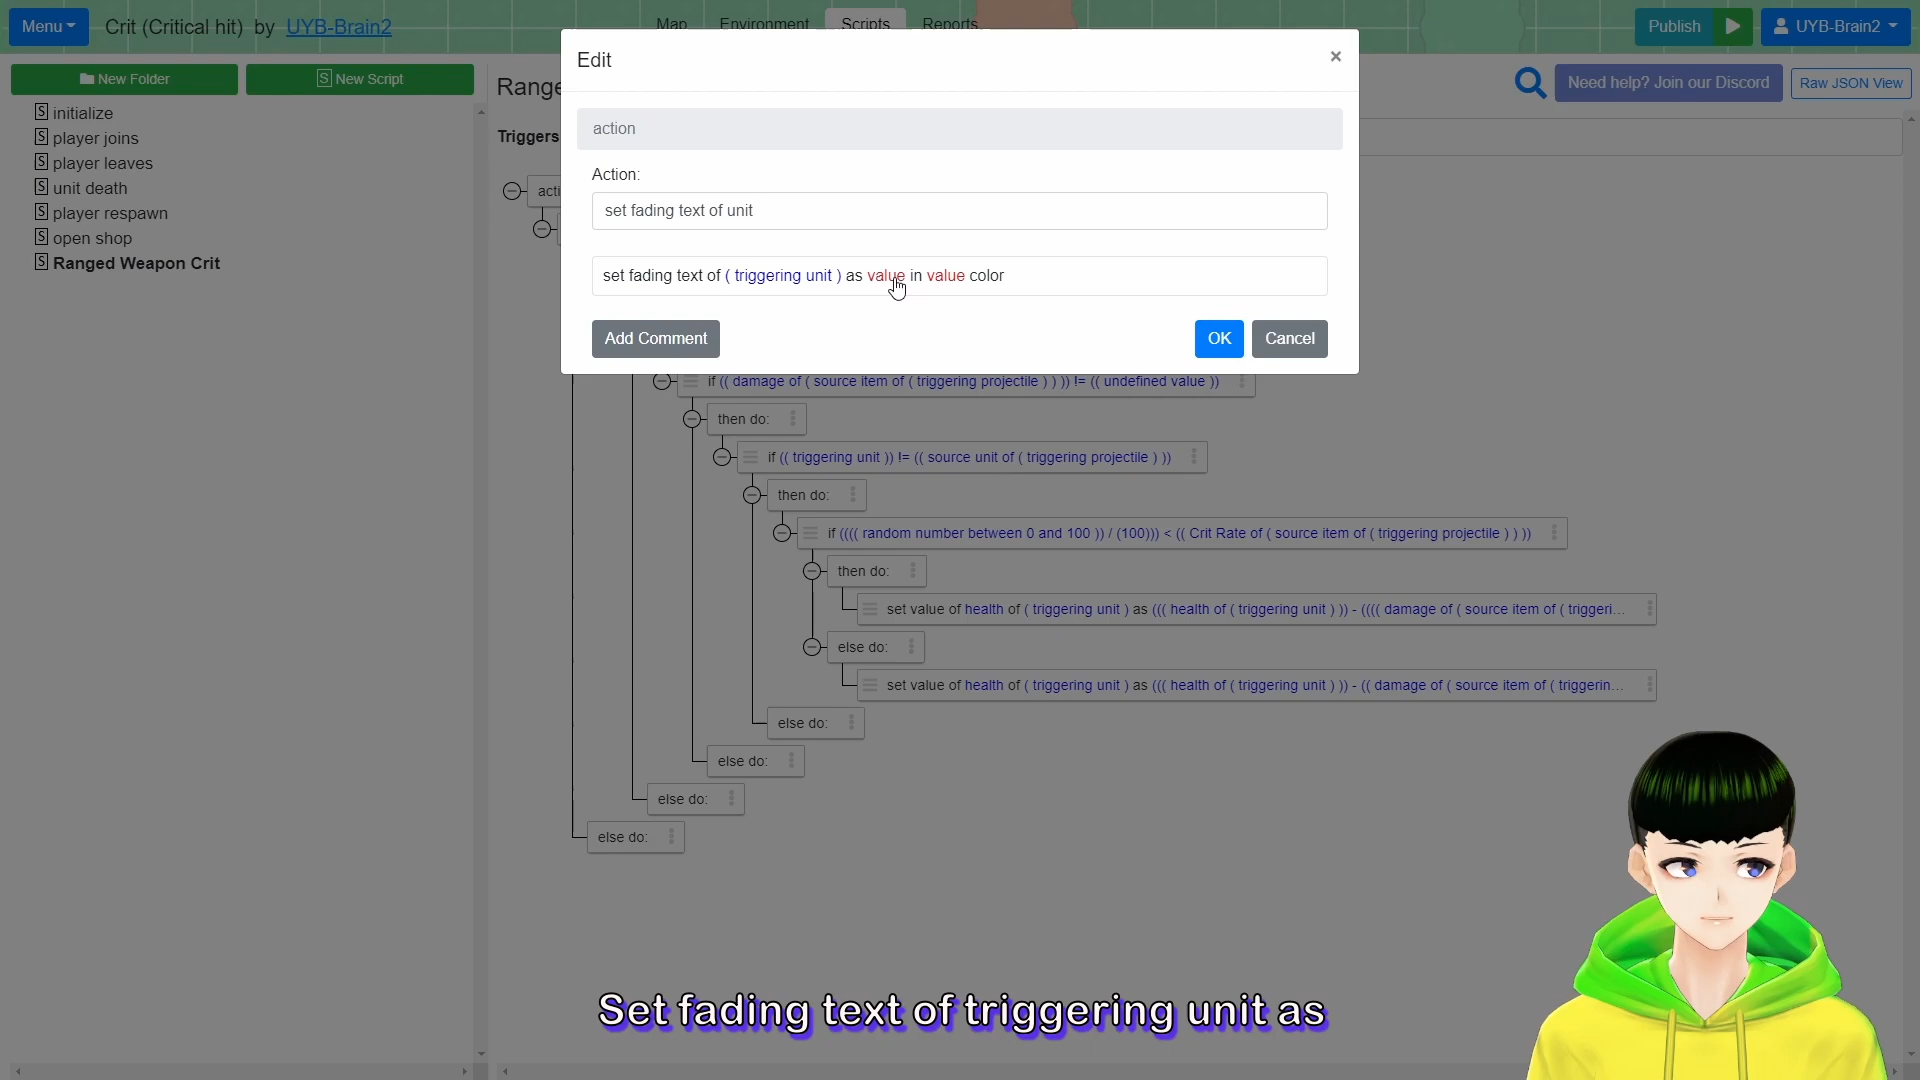 Menu
Crit (Critical hit) by UYB-Brain2
Map Environment Scripts Reports
Publish
UYB-Brain2
New Folder
S New Script
S initialize
S player joins
S player leaves
S unit death
S player respawn
S open shop
S Ranged Weapon Crit
Range
Need help? Join our Discord
Raw JSON View
Triggers
acti
Edit
×
action
Action:
set fading text of unit
set fading text of ( triggering unit ) as value in value color
Add Comment
OK
Cancel
if (( damage of ( source item of ( triggering projectile ) ) )) != (( undefined value ))
then do:
if (( triggering unit )) != (( source unit of ( triggering projectile ) ))
then do:
if (((( random number between 0 and 100 )) / (100))) < (( Crit Rate of ( source item of ( triggering projectile ) ) ))
then do:
set value of health of ( triggering unit ) as ((( health of ( triggering unit ) )) - (((( damage of ( source item of ( triggeri...
else do:
set value of health of ( triggering unit ) as ((( health of ( triggering unit ) )) - (( damage of ( source item of ( triggerin...
else do:
else do:
else do:
else do:
Set fading text of triggering unit as